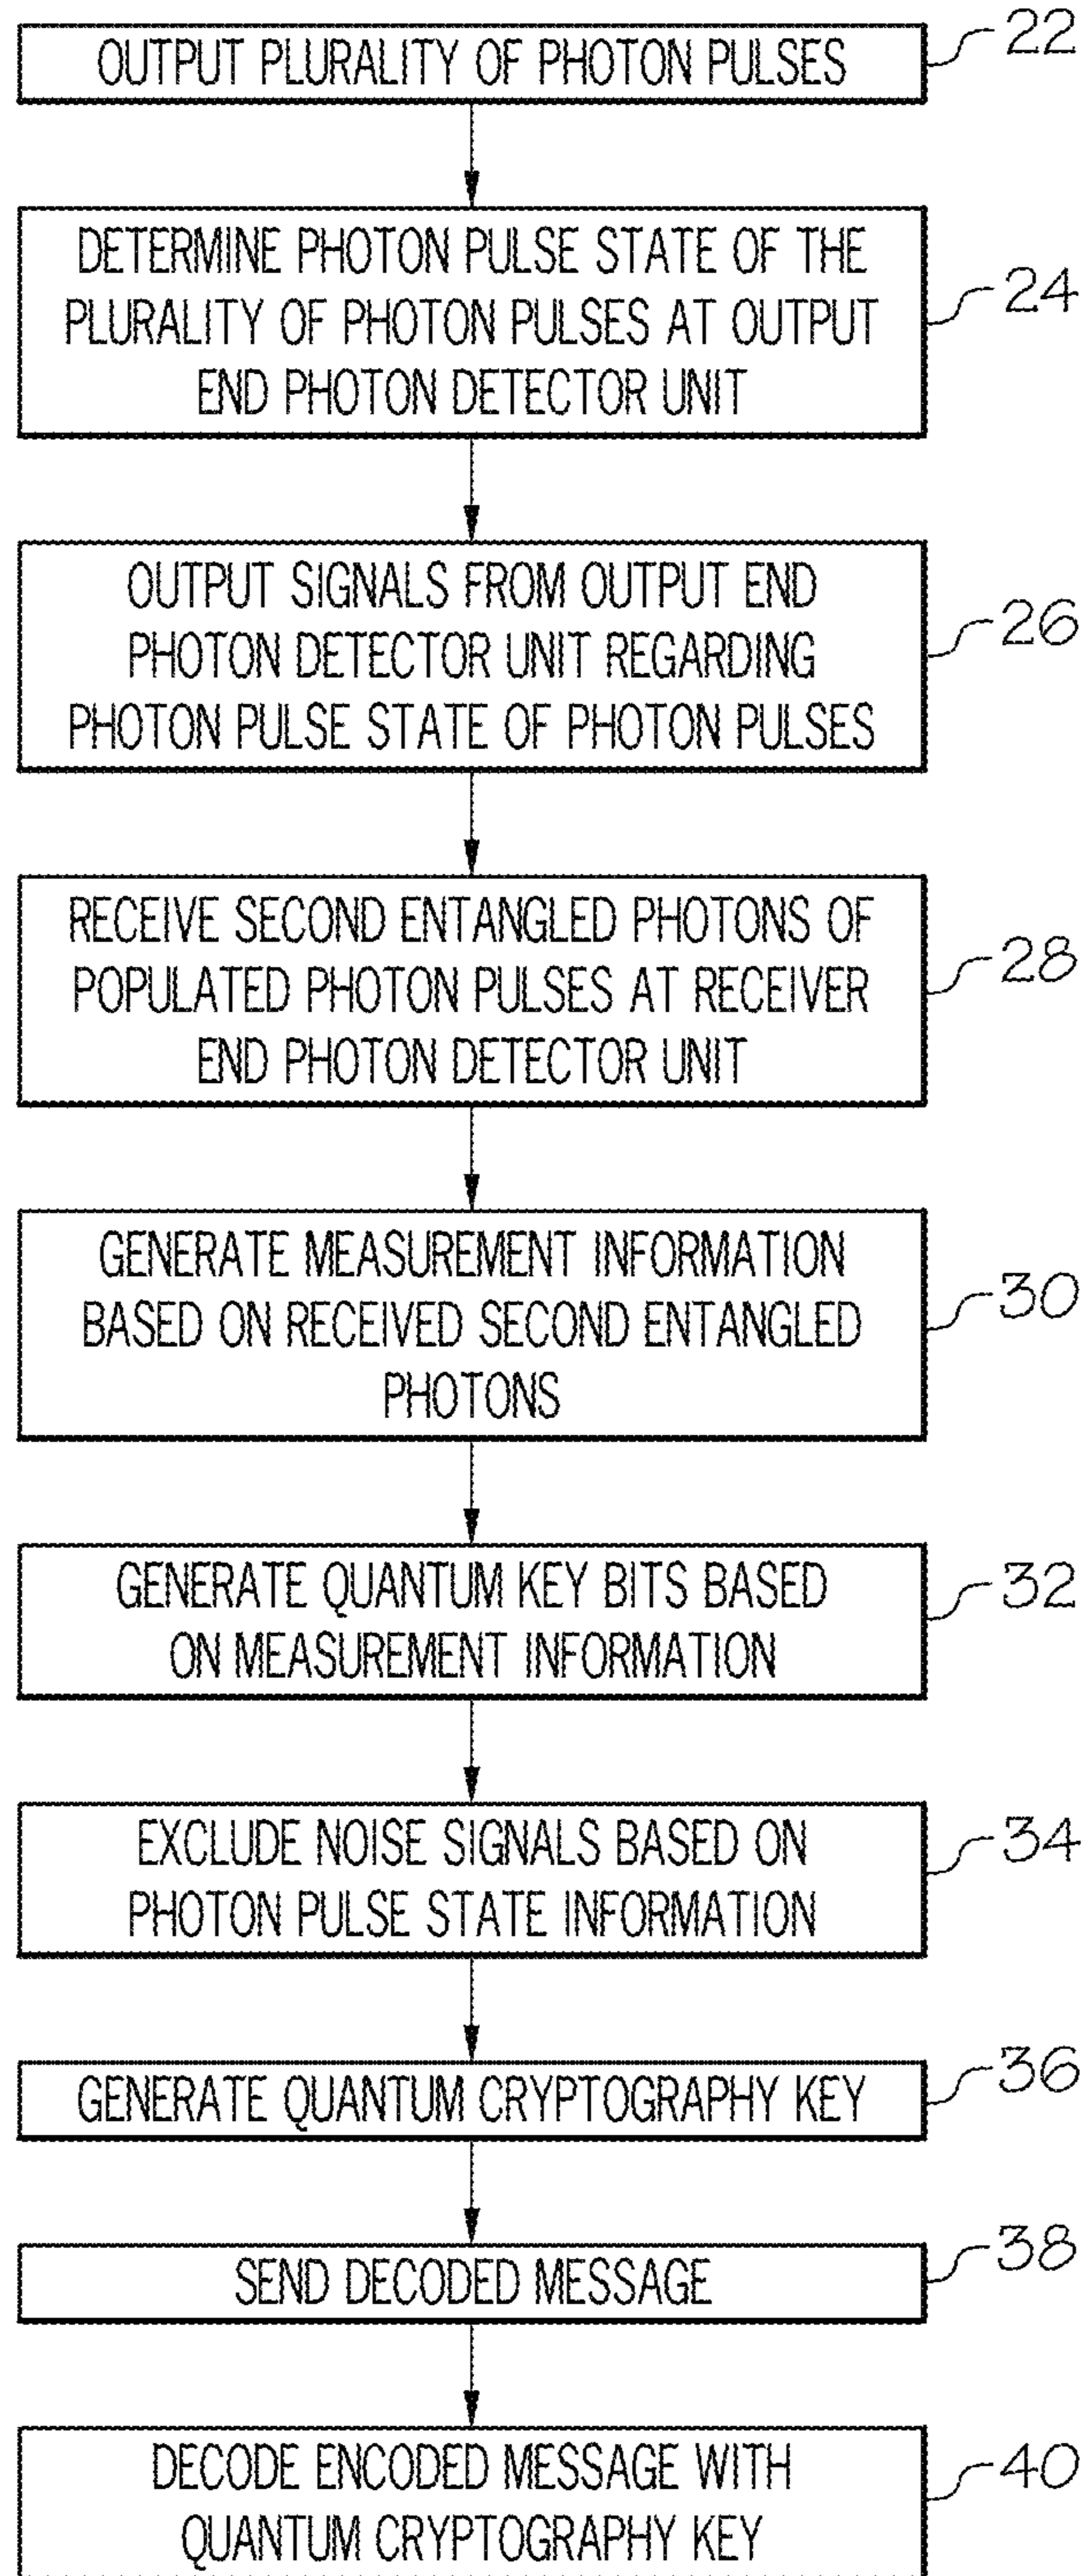 OUTPUT PLURALITY OF PHOTON PULSES
22
DETERMINE PHOTON PULSE STATE OF THE
PLURALITY OF PHOTON PULSES AT OUTPUT
END PHOTON DETECTOR UNIT
24
OUTPUT SIGNALS FROM OUTPUT END
PHOTON DETECTOR UNIT REGARDING
PHOTON PULSE STATE OF PHOTON PULSES
26
RECEIVE SECOND ENTANGLED PHOTONS OF
POPULATED PHOTON PULSES AT RECEIVER
END PHOTON DETECTOR UNIT
28
GENERATE MEASUREMENT INFORMATION
BASED ON RECEIVED SECOND ENTANGLED
PHOTONS
30
GENERATE QUANTUM KEY BITS BASED
ON MEASUREMENT INFORMATION
32
EXCLUDE NOISE SIGNALS BASED ON
PHOTON PULSE STATE INFORMATION
34
GENERATE QUANTUM CRYPTOGRAPHY KEY
36
SEND DECODED MESSAGE
38
DECODE ENCODED MESSAGE WITH
QUANTUM CRYPTOGRAPHY KEY
40